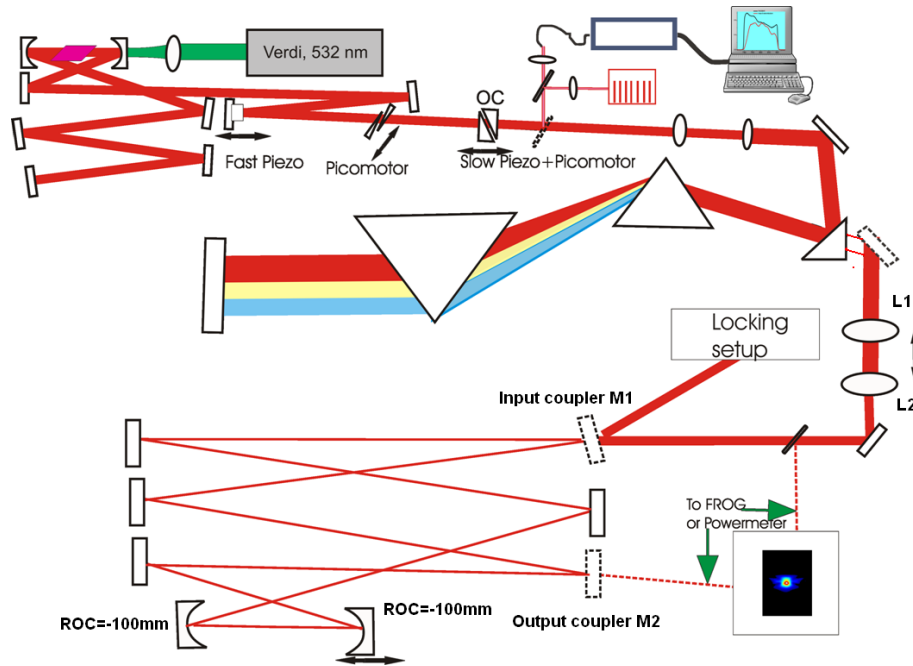 Verdi, 532 nm
OC
Fast Piezo
Picomotor
Slow Piezo+Picomotor
L1
Locking
setup
L2
Input coupler M1
To FROG
or Powermeter
ROC=-100mm
ROC=-100mm
Output coupler M2